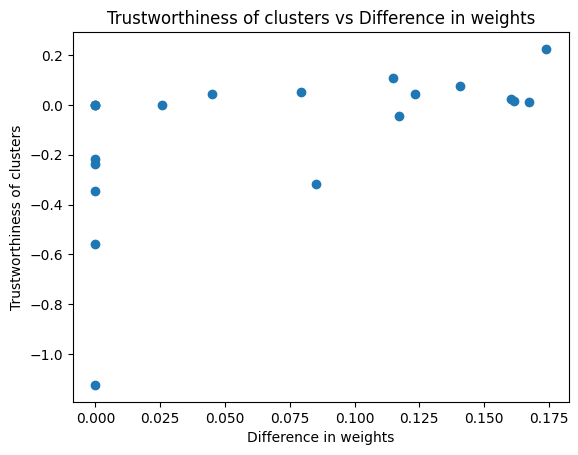 Trustworthiness of clusters vs Difference in weights
Trustworthiness of clusters
0.2
0.0
−0.2
−0.4
−0.6
−0.8
−1.0
0.000 0.025 0.050 0.075 0.100 0.125 0.150 0.175
Difference in weights